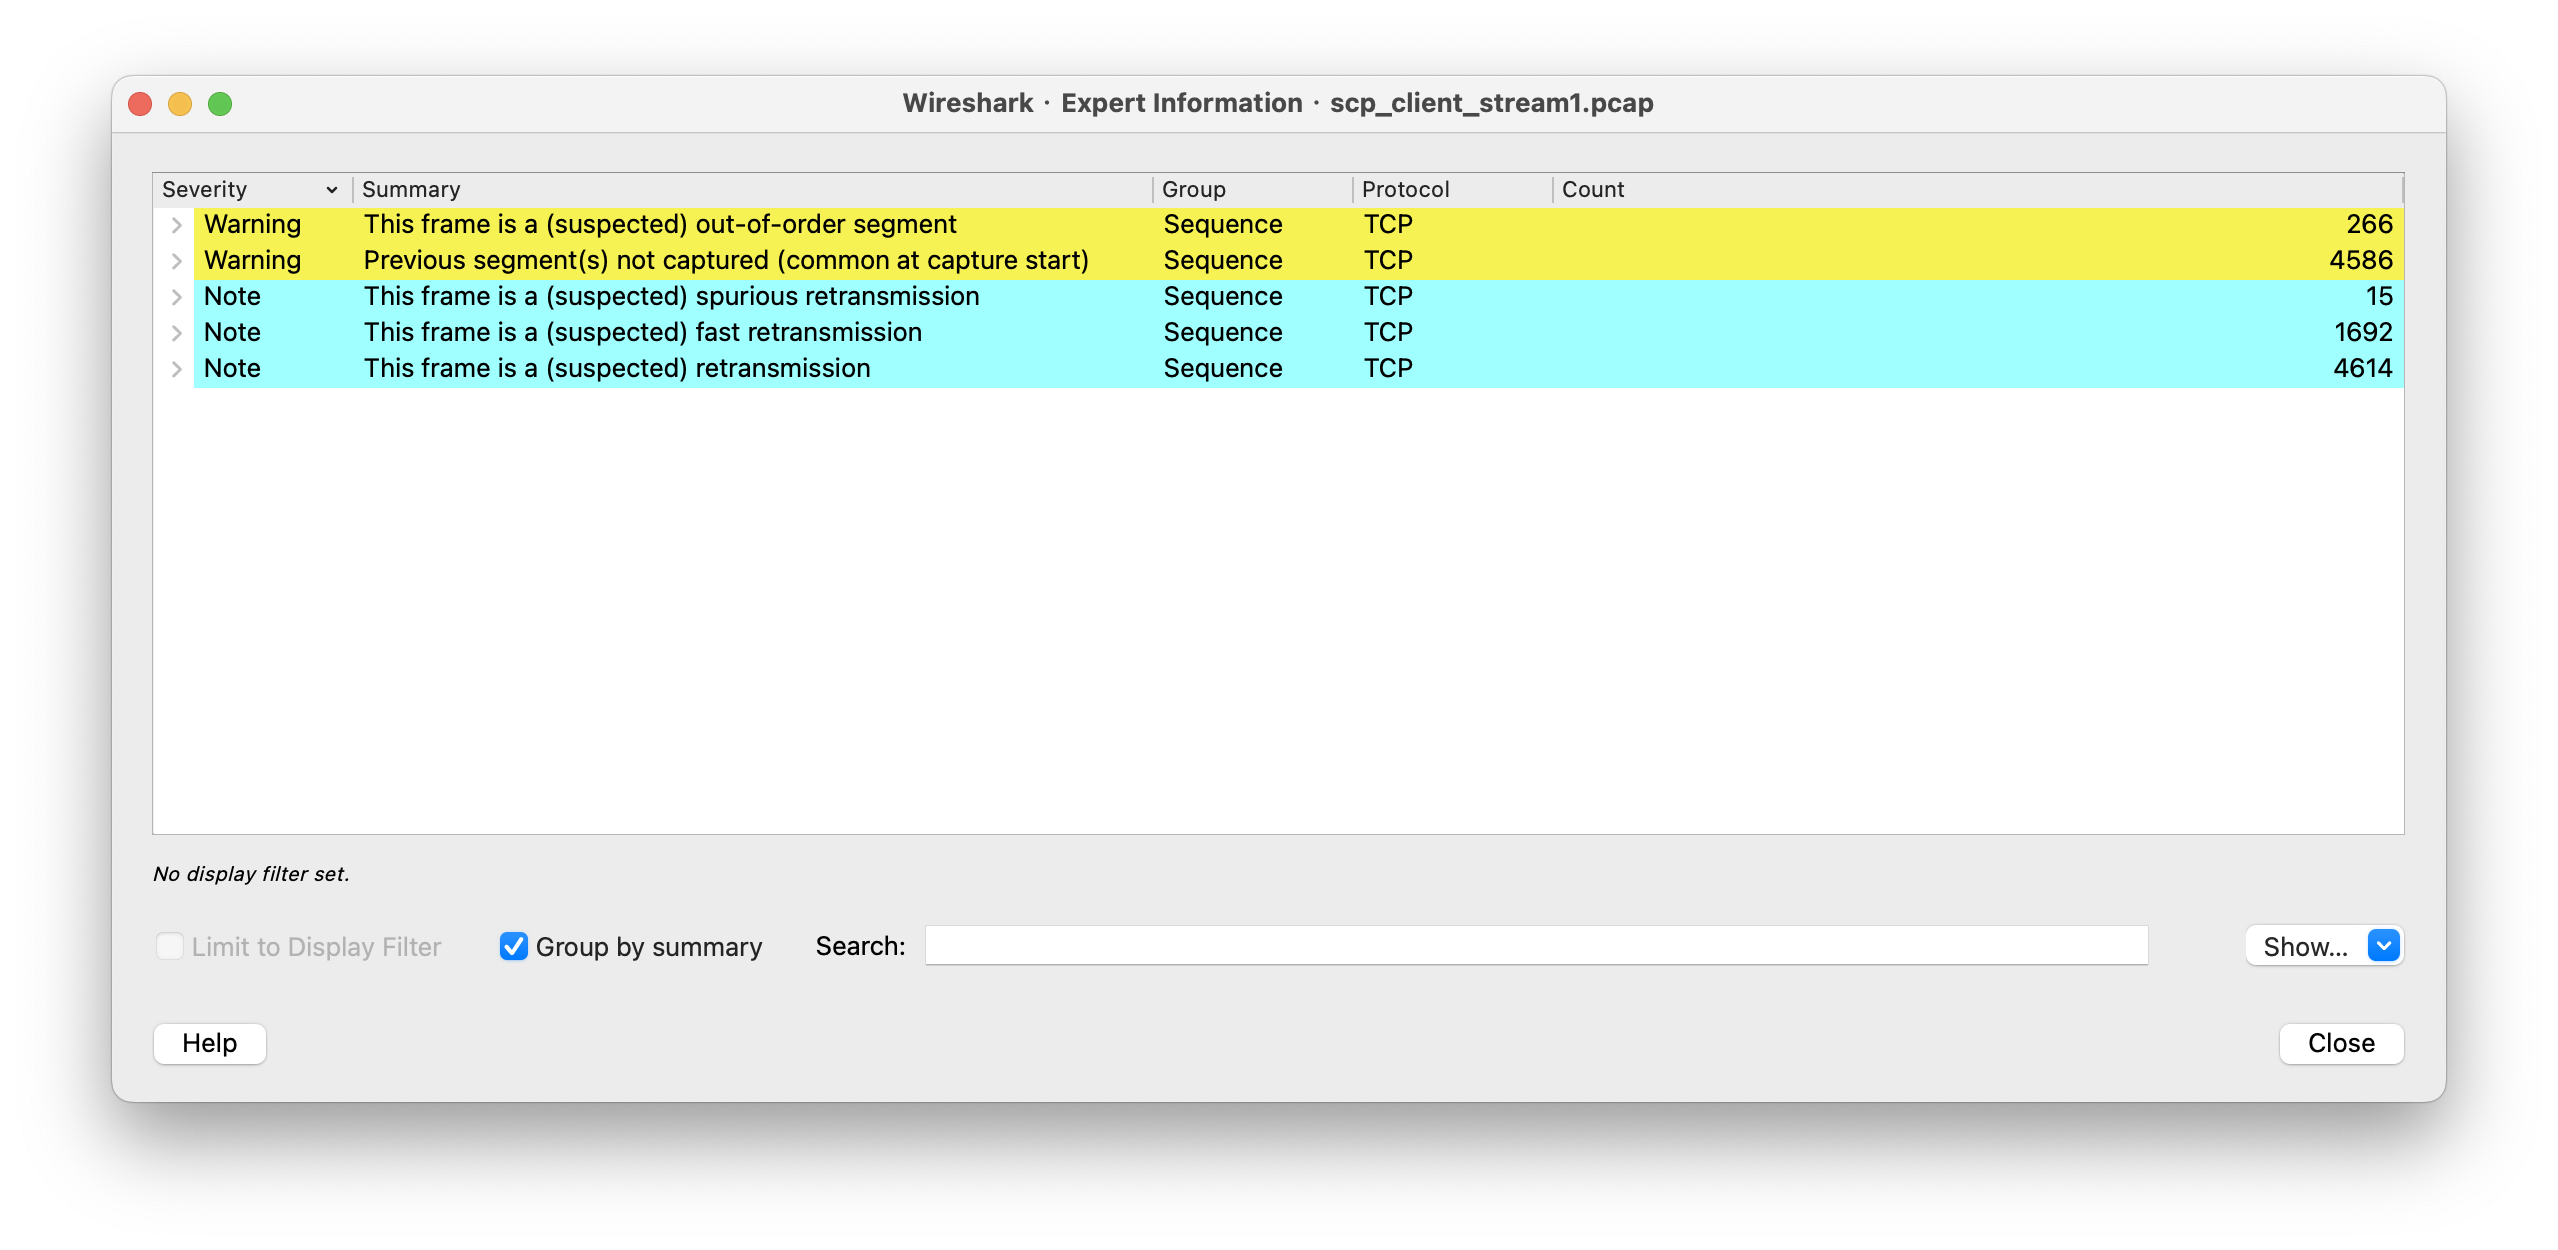 Wireshark · Expert Information · scp_client_stream1.pcap
Severity Summary Group Protocol Count
Warning This frame is a (suspected) out-of-order segment Sequence TCP 266
Warning Previous segment(s) not captured (common at capture start) Sequence TCP 4586
Note This frame is a (suspected) spurious retransmission Sequence TCP 15
Note This frame is a (suspected) fast retransmission Sequence TCP 1692
Note This frame is a (suspected) retransmission Sequence TCP 4614
No display filter set.
Limit to Display Filter Group by summary Search: Show...
Help Close